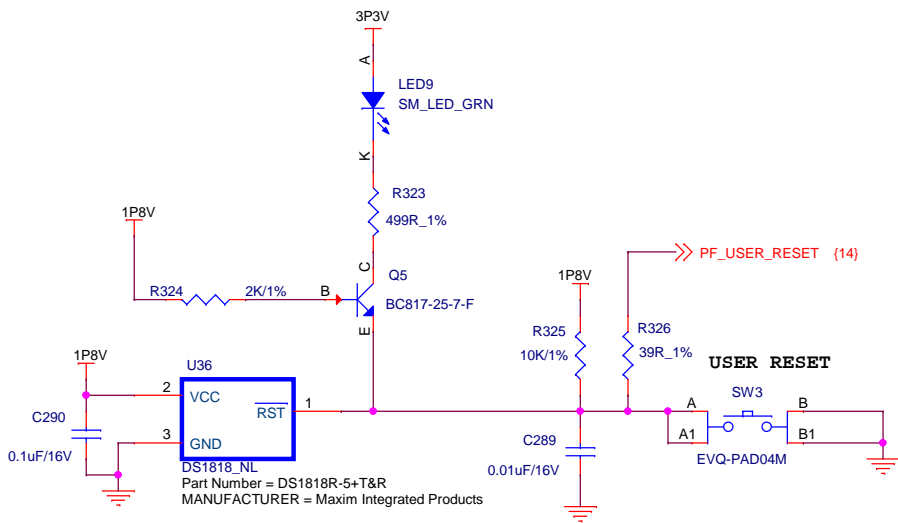 3P3V
A
LED9
SM_LED_GRN
K
R323
499R_1%
1P8V
C
Q5
BC817-25-7-F
R324
2K/1%
B
E
PF_USER_RESET {14}
1P8V
R325
10K/1%
R326
39R_1%
USER RESET
SW3
1P8V
U36
2
VCC
RST
1
A
B
C290
3
GND
A1
B1
0.1uF/16V
C289
0.01uF/16V
EVQ-PAD04M
DS1818_NL
Part Number = DS1818R-5+T&R
MANUFACTURER = Maxim Integrated Products